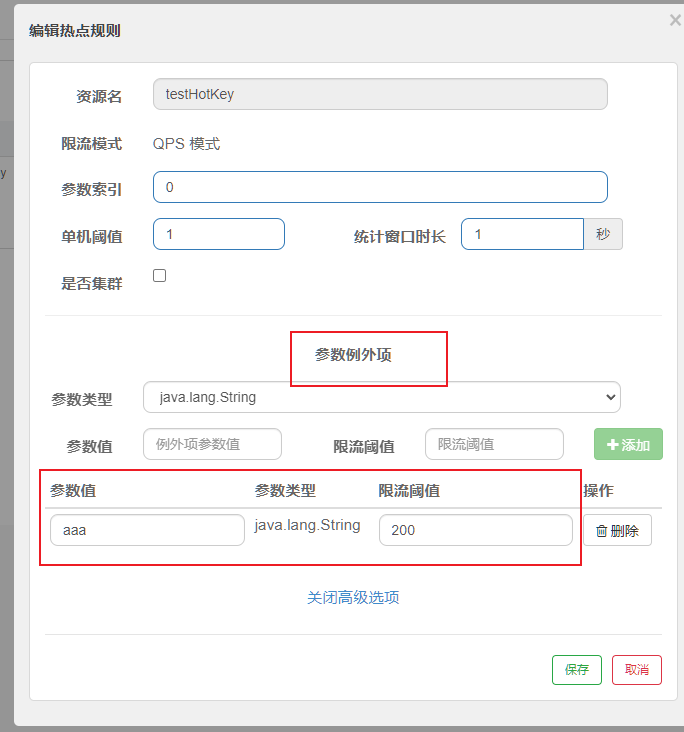 编辑热点规则 ×
资源名 testHotKey
限流模式 QPS 模式
y
参数索引 0
单机阈值 1 统计窗口时长 1 秒
是否集群
参数例外项
参数类型 java.lang.String
参数值 例外项参数值 限流阈值 限流阈值 添加
参数值 参数类型 限流阈值 操作
aaa java.lang.String 200 删除
关闭高级选项
保存 取消